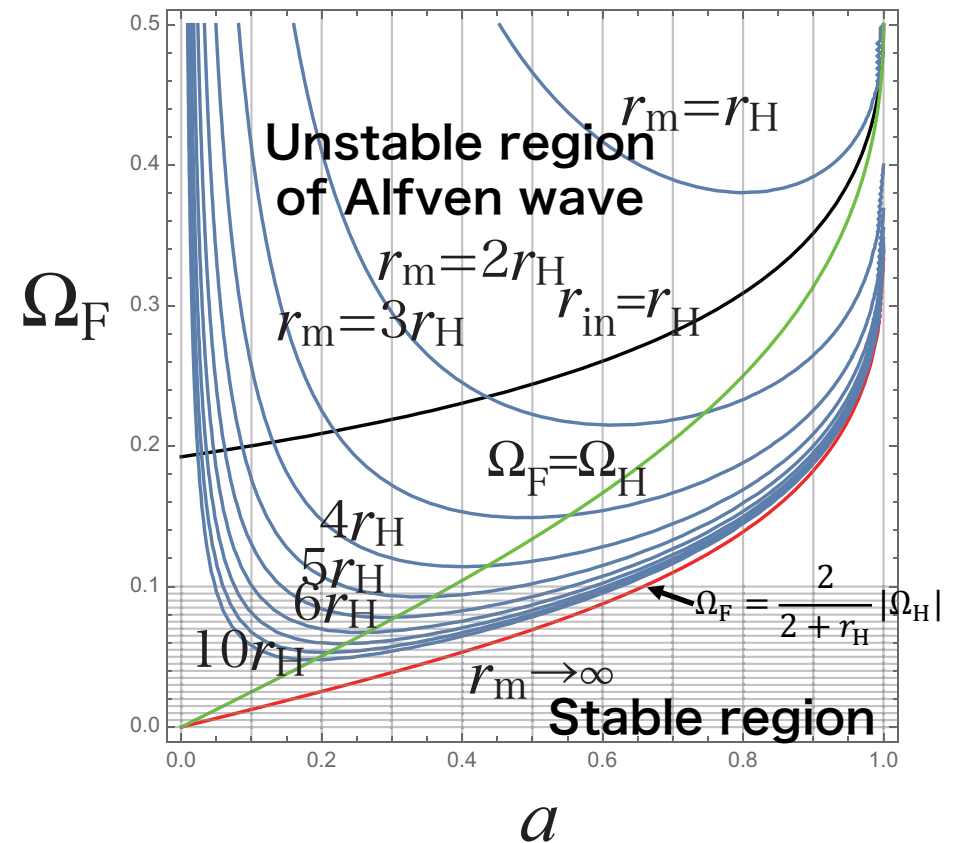 0.5
r_m=r_H
Unstable region
of Alfven wave
0.4
r_m=2r_H
r_in=r_H
Ω_F
0.3
r_m=3r_H
0.2
Ω_F=Ω_H
4r_H
5r_H
6r_H
0.1
Ω_F = 2/(2 + r_H) |Ω_H|
10r_H
r_m→∞
Stable region
0.0
0.0 0.2 0.4 0.6 0.8 1.0
a